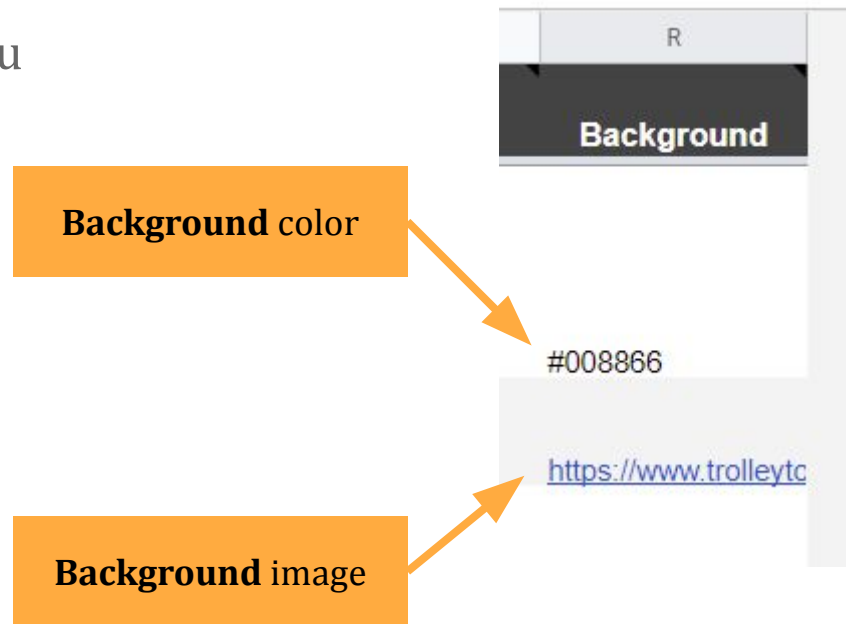 u
R
Background
Background color
#008866
https://www.trolleytc
Background image